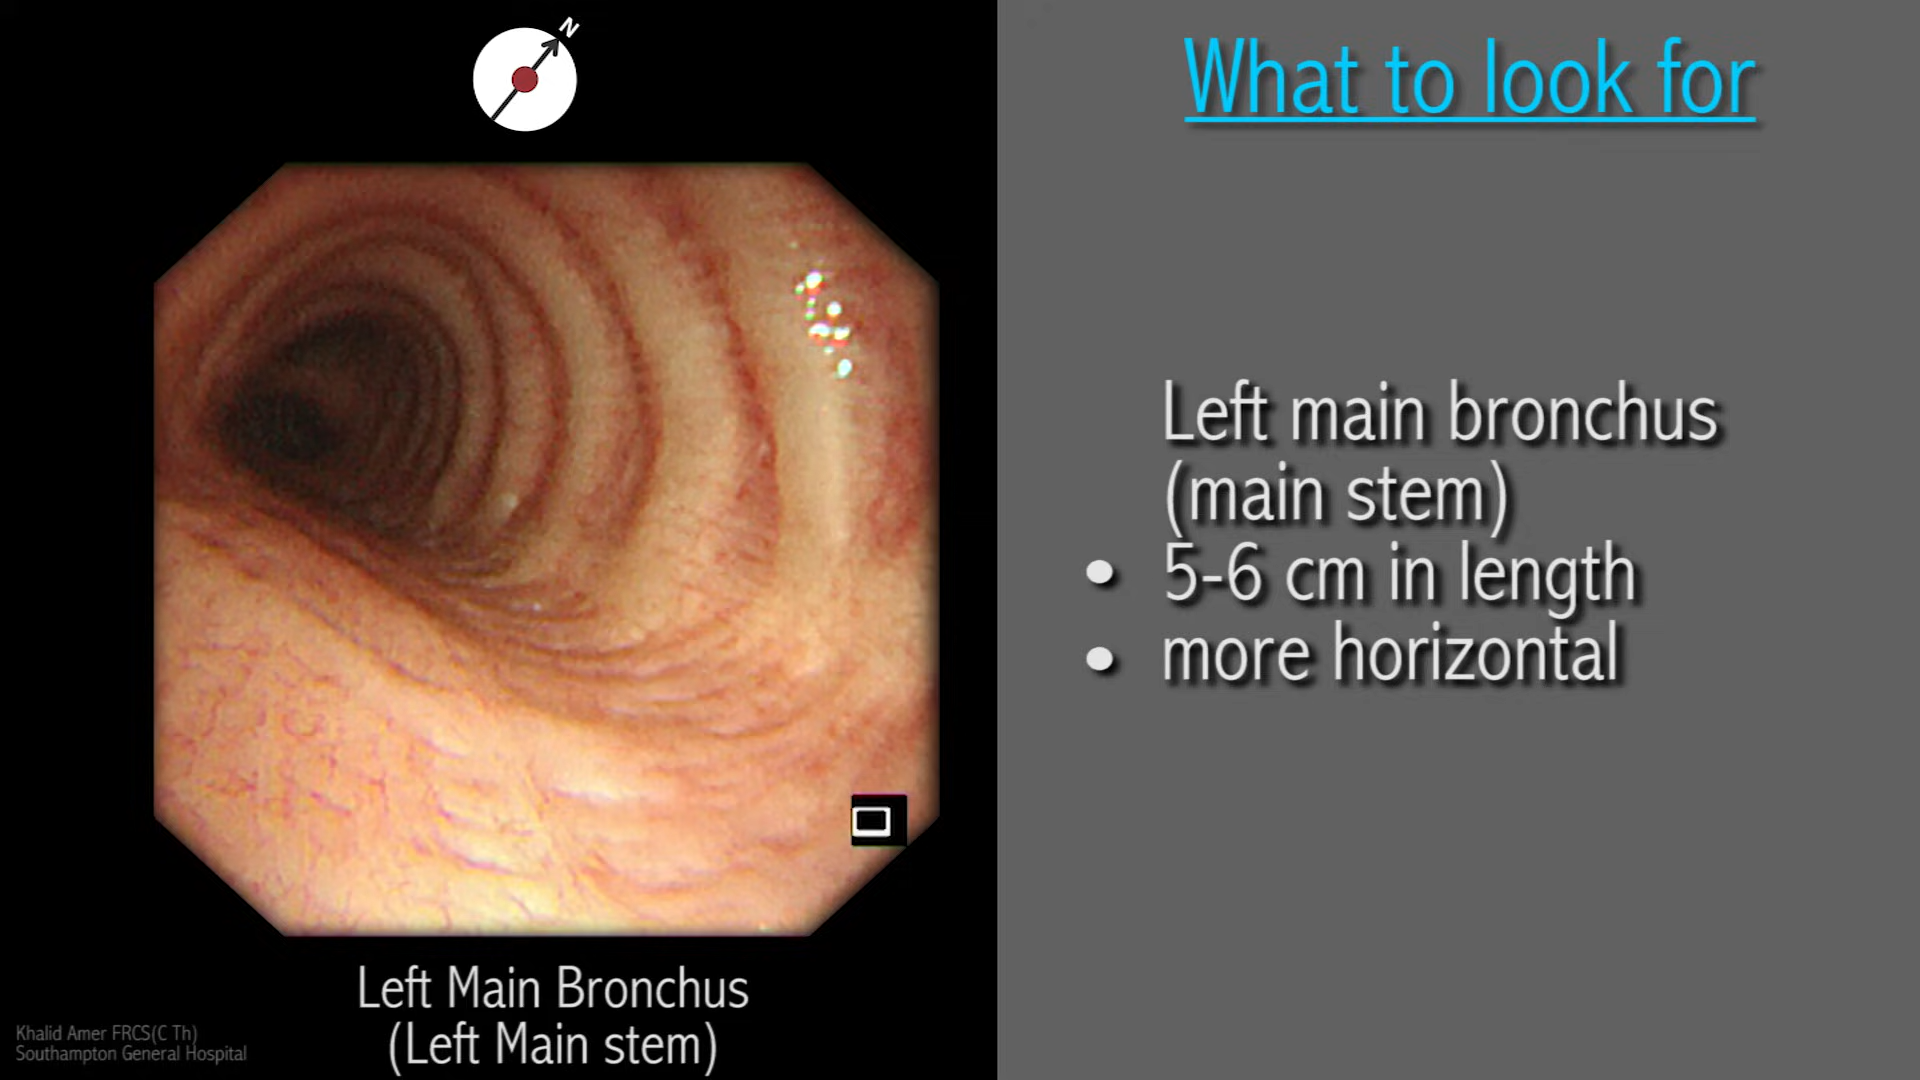 N
What to look for
Left main bronchus
(main stem)
• 5-6 cm in length
• more horizontal
Left Main Bronchus
(Left Main stem)
Khalid Amer FRCS(C Th)
Southampton General Hospital